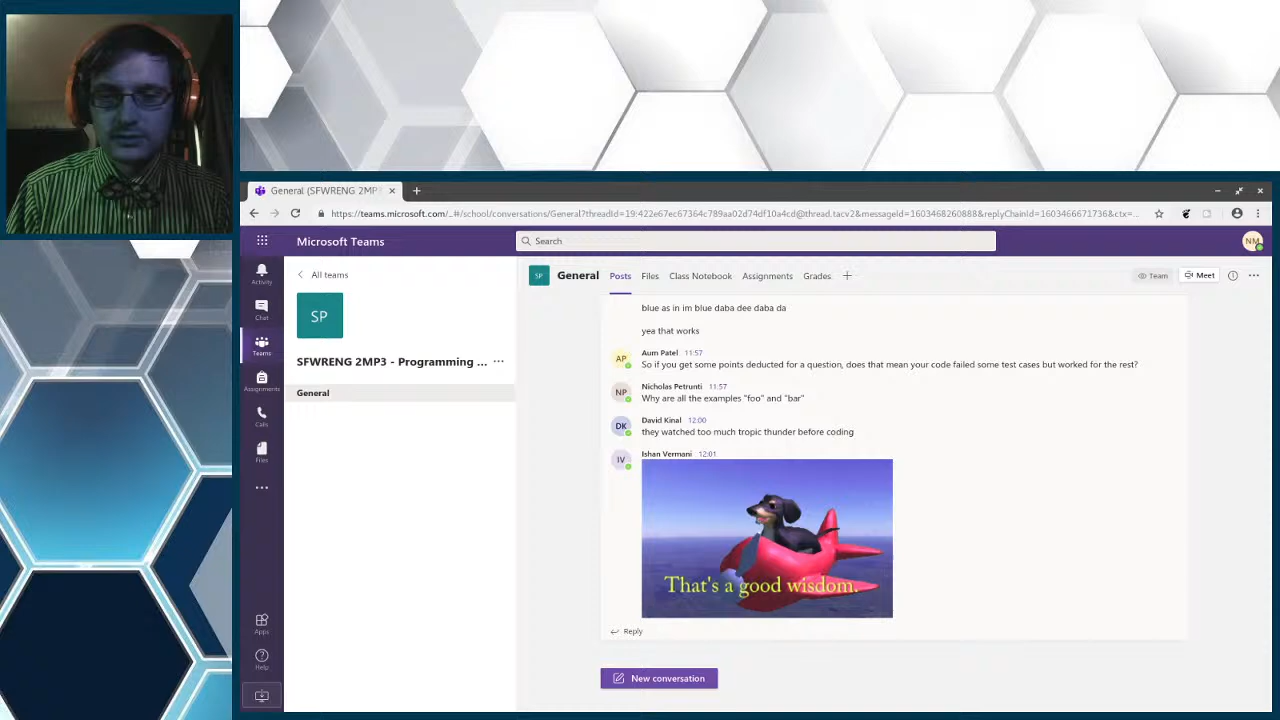 General (SFWRENG 2MP3
https://teams.microsoft.com/_#/school/conversations/General?threadId=19:422e67ec67364c789aa02d74df10a4cd@thread.tacv2&messageId=1603468260888&replyChainId=1603466671736&ctx=...
Microsoft Teams
Search
NM
Activity
Chat
Teams
Assignments
Calls
Files
Apps
Help
All teams
SP
SFWRENG 2MP3 - Programming ...
General
SP
General
Posts
Files
Class Notebook
Assignments
Grades
Team
Meet
blue as in im blue daba dee daba da
yea that works
AP
Aum Patel 11:57
So if you get some points deducted for a question, does that mean your code failed some test cases but worked for the rest?
NP
Nicholas Petrunti 11:57
Why are all the examples "foo" and "bar"
DK
David Kinal 12:00
they watched too much tropic thunder before coding
IV
Ishan Vermani 12:01
That's a good wisdom.
Reply
New conversation